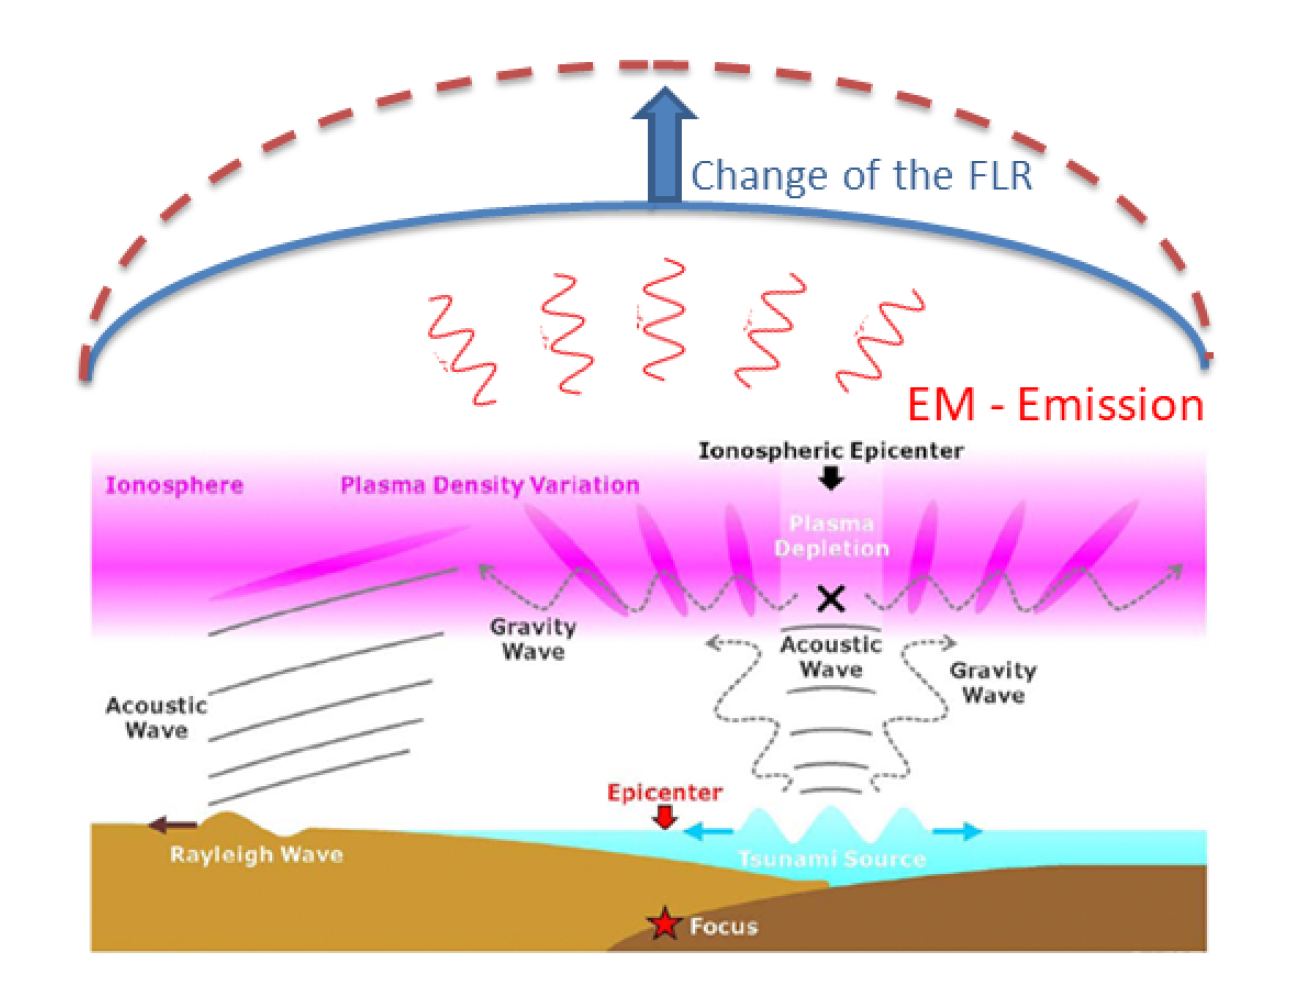 Change of the FLR
EM - Emission
Ionospheric Epicenter
Ionosphere
Plasma Density Variation
Plasma
Depletion
Gravity
Wave
Acoustic
Wave
Gravity
Wave
Acoustic
Wave
Epicenter
Rayleigh Wave
Tsunami Source
Focus